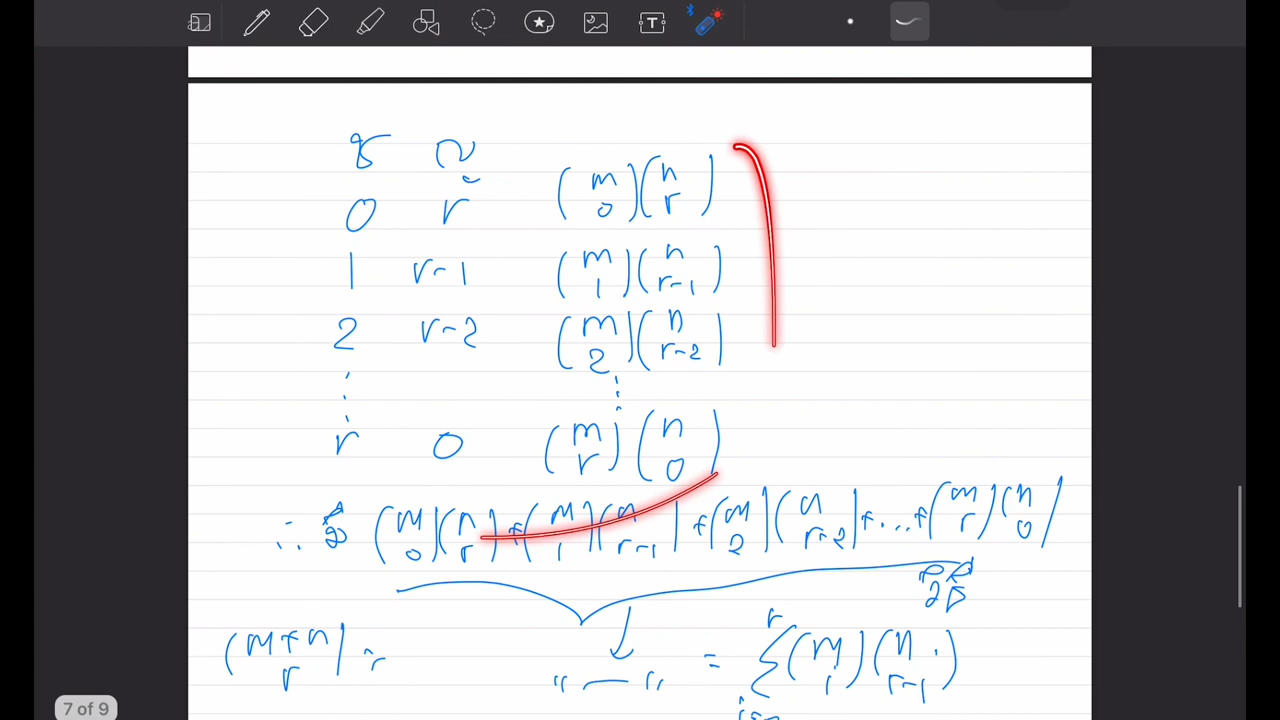 0 r (m 0)(n r)
1 r-1 (m 1)(n r-1)
2 r-2 (m 2)(n r-2)
⋮ ⋮
r 0 (m r)(n 0)
∴ (m 0)(n r) + (m 1)(n r-1) + (m 2)(n r-2) + ... + (m r)(n 0)
(m+n r) = " — " = r Σ (m i)(n r-i)
7 of 9